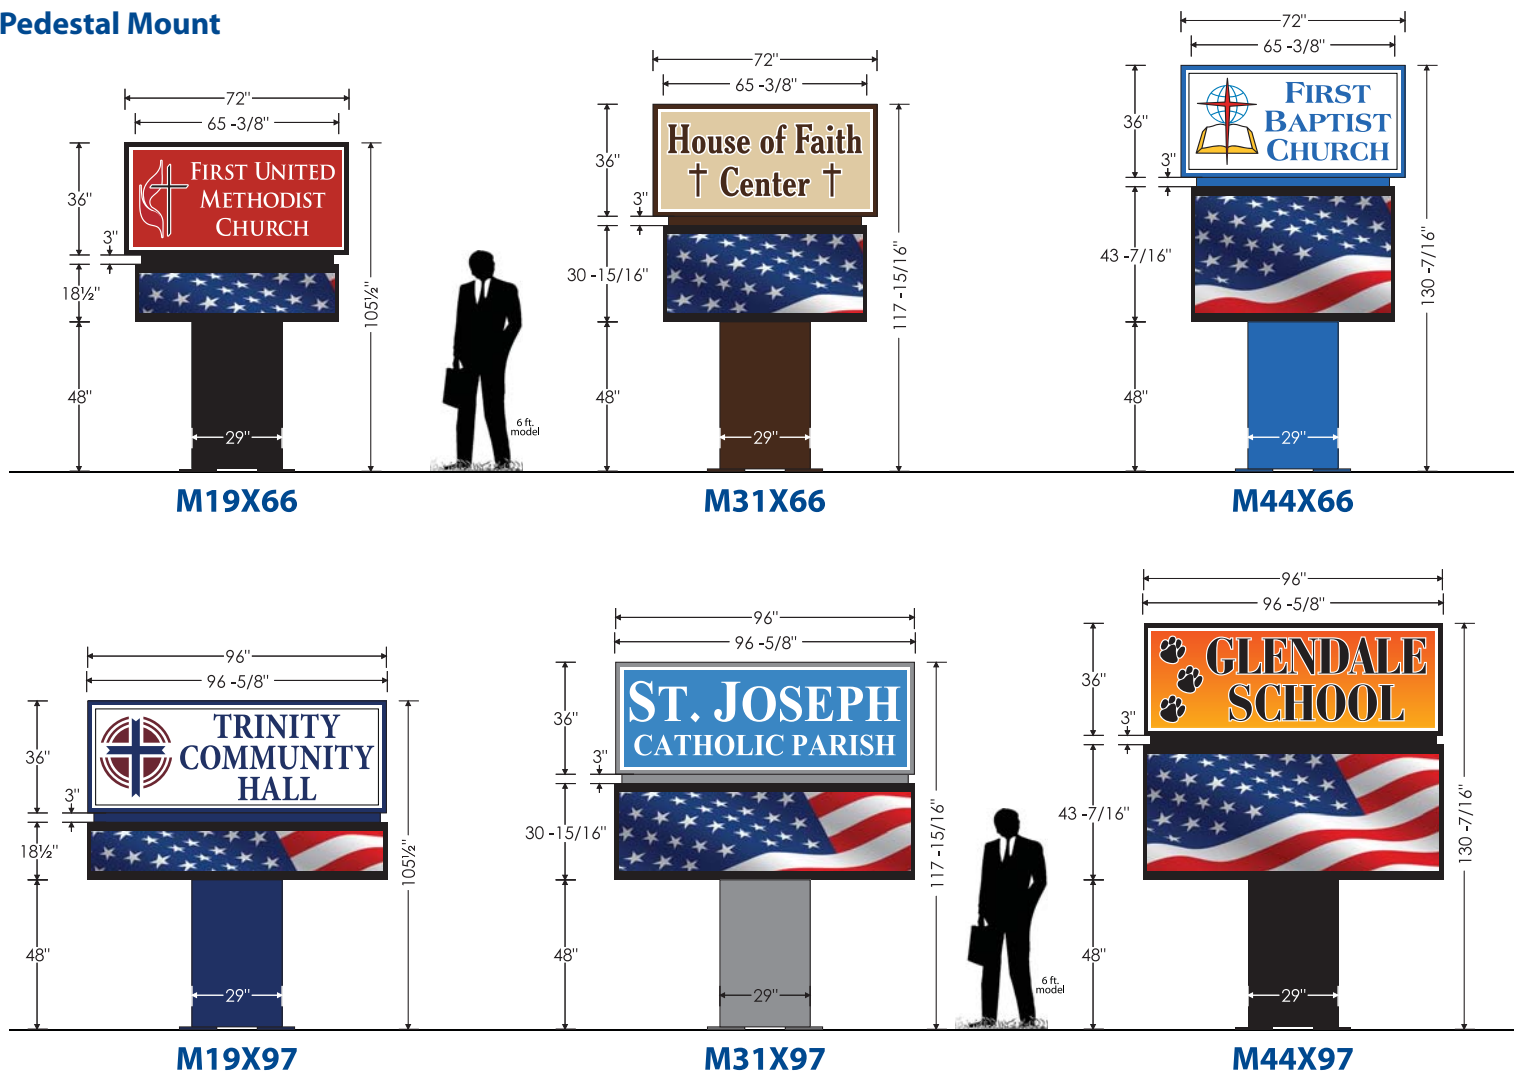 Pedestal Mount
72"
65 -3/8"
36"
3"
18½"
48"
105½"
29"
FIRST UNITED
METHODIST
CHURCH
M19X66
6 ft.
model
72"
65 -3/8"
36"
3"
30 -15/16"
48"
117 -15/16"
29"
House of Faith
† Center †
M31X66
72"
65 -3/8"
36"
3"
43 -7/16"
48"
130 -7/16"
29"
FIRST
BAPTIST
CHURCH
M44X66
96"
96 -5/8"
36"
3"
18½"
48"
105½"
29"
TRINITY
COMMUNITY
HALL
M19X97
96"
96 -5/8"
36"
3"
30 -15/16"
48"
117 -15/16"
29"
ST. JOSEPH
CATHOLIC PARISH
M31X97
6 ft.
model
96"
96 -5/8"
36"
3"
43 -7/16"
48"
130 -7/16"
29"
GLENDALE
SCHOOL
M44X97